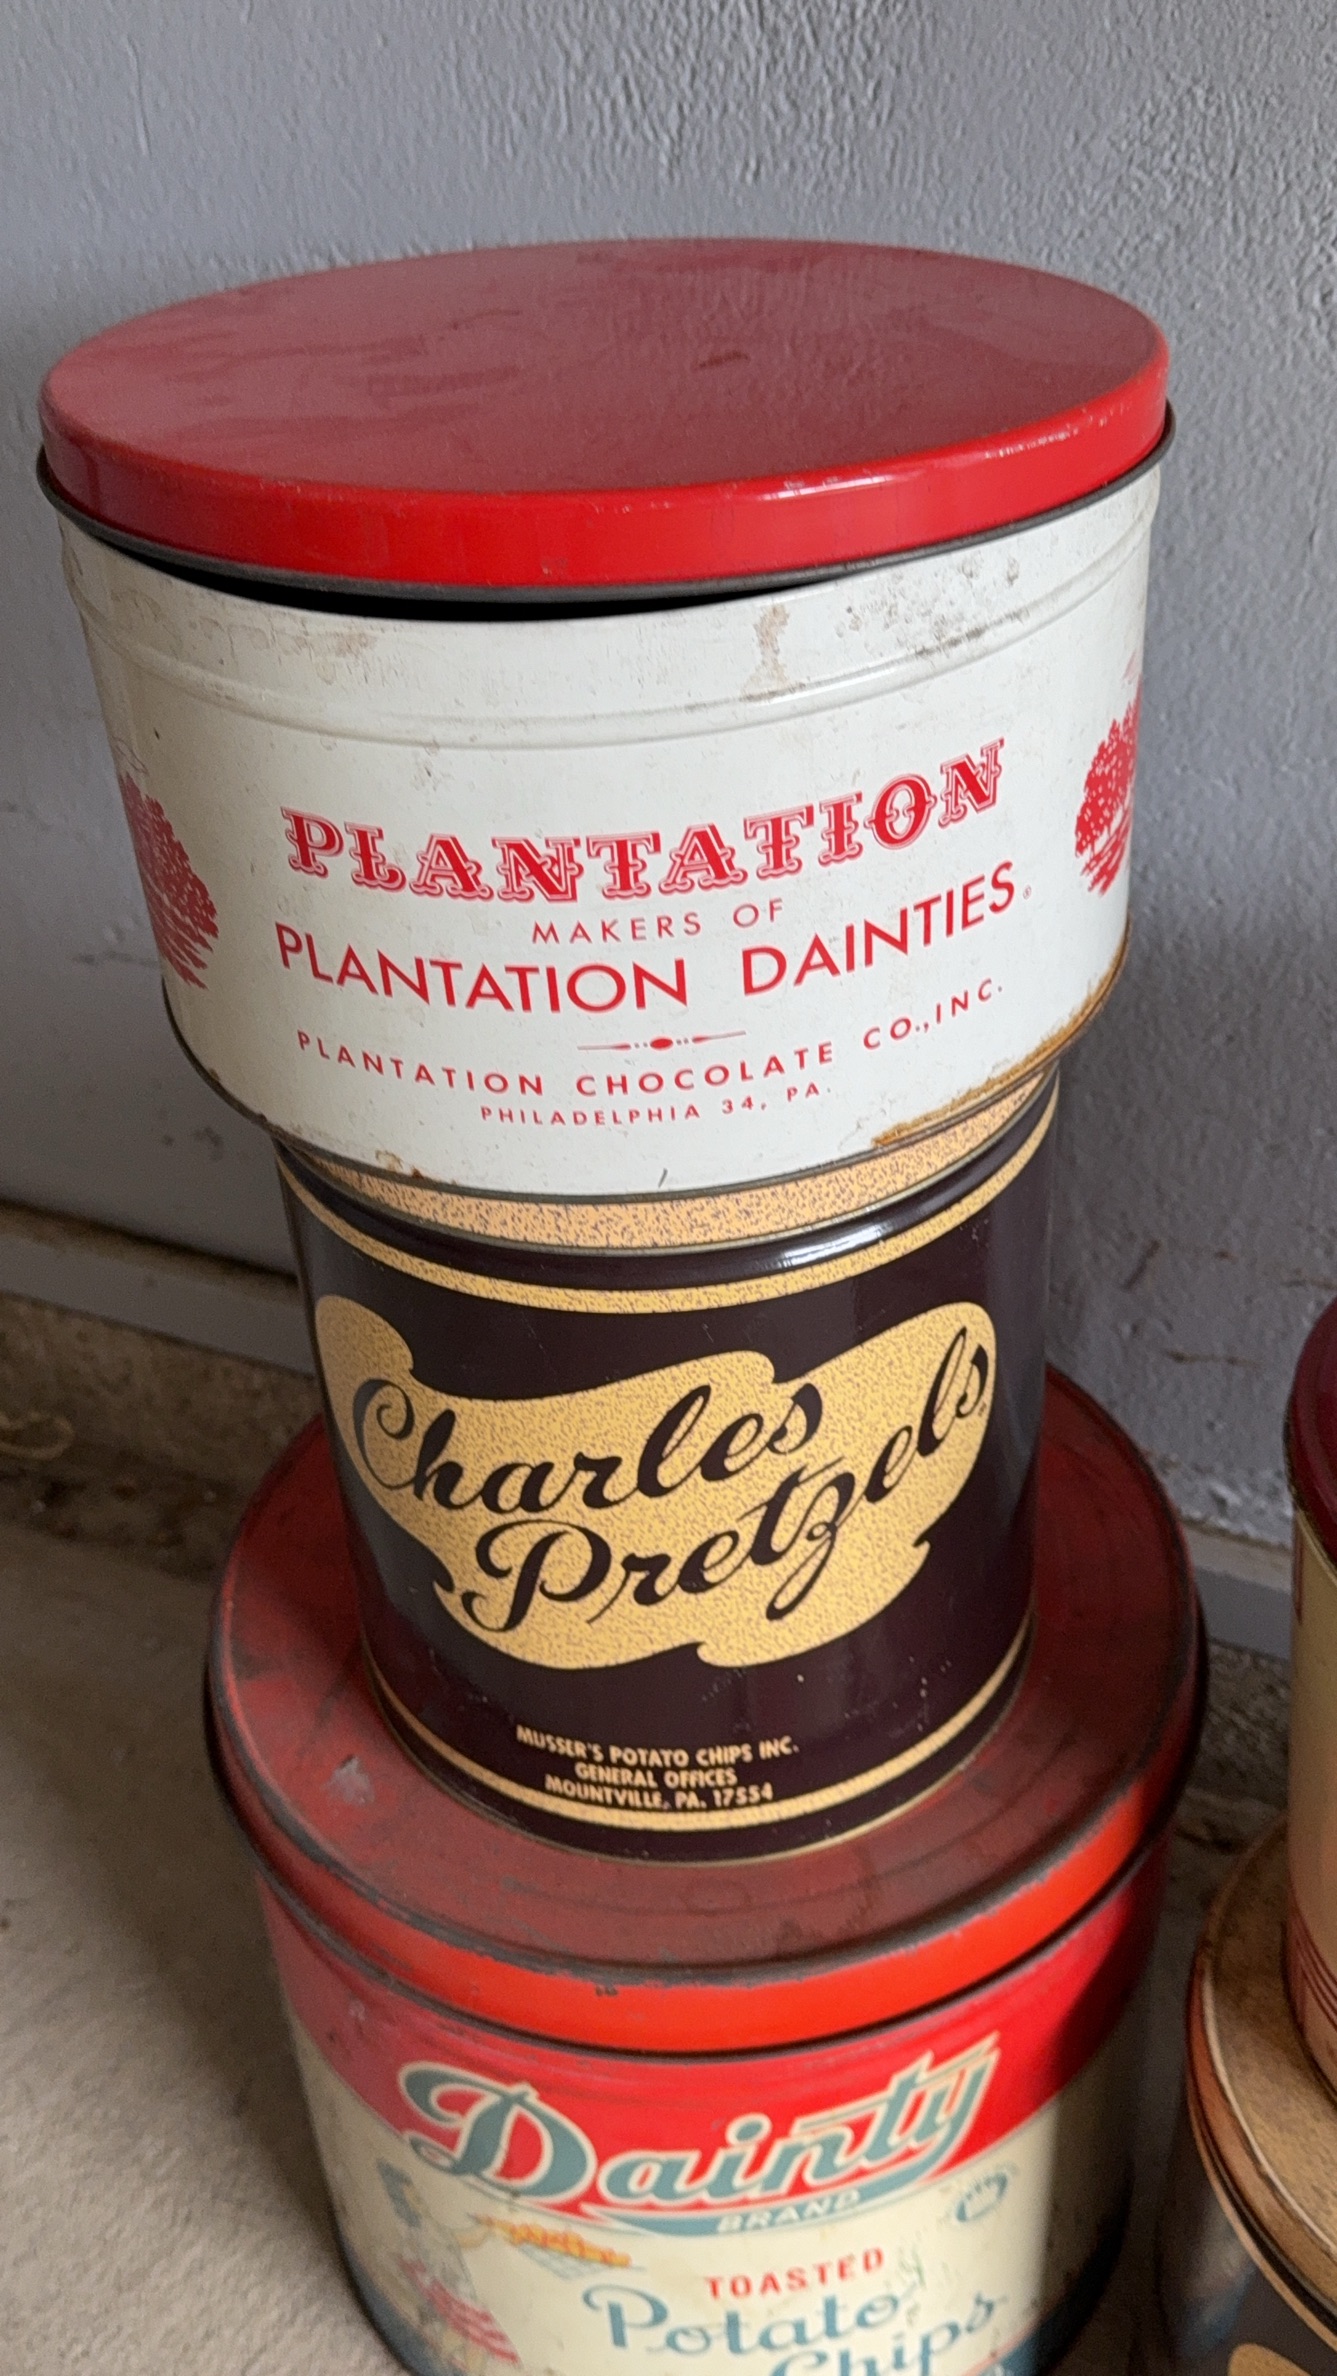 PLANTATION
MAKERS OF
PLANTATION DAINTIES®
PLANTATION CHOCOLATE CO., INC.
PHILADELPHIA 34, PA.
Charles
Pretzels
MUSSER'S POTATO CHIPS INC.
GENERAL OFFICES
MOUNTVILLE, PA. 17554
Dainty
BRAND
TOASTED
Potato
Chips